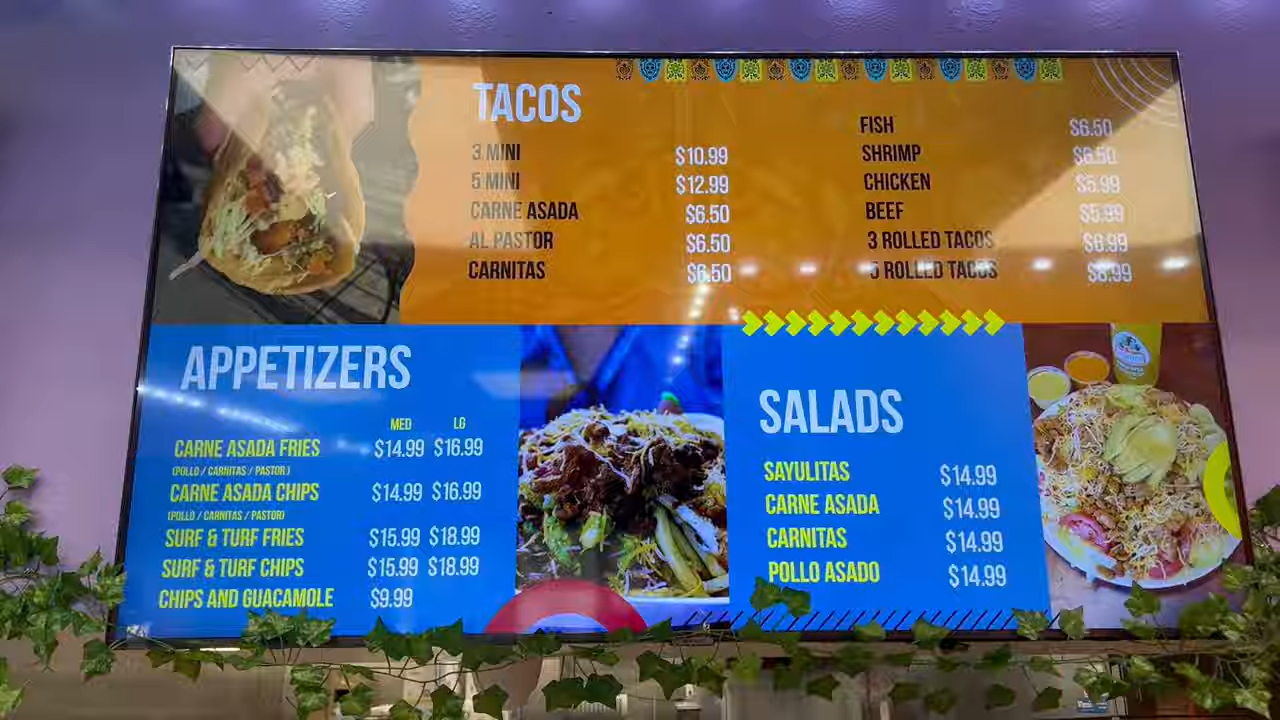 TACOS
3 MINI $10.99
5 MINI $12.99
CARNE ASADA $6.50
AL PASTOR $6.50
CARNITAS $6.50
FISH $6.50
SHRIMP $6.50
CHICKEN $5.99
BEEF $5.99
3 ROLLED TACOS $6.99
5 ROLLED TACOS $8.99
APPETIZERS
MED LG
CARNE ASADA FRIES $14.99 $16.99
(POLLO / CARNITAS / PASTOR )
CARNE ASADA CHIPS $14.99 $16.99
(POLLO / CARNITAS / PASTOR)
SURF & TURF FRIES $15.99 $18.99
SURF & TURF CHIPS $15.99 $18.99
CHIPS AND GUACAMOLE $9.99
SALADS
SAYULITAS $14.99
CARNE ASADA $14.99
CARNITAS $14.99
POLLO ASADO $14.99